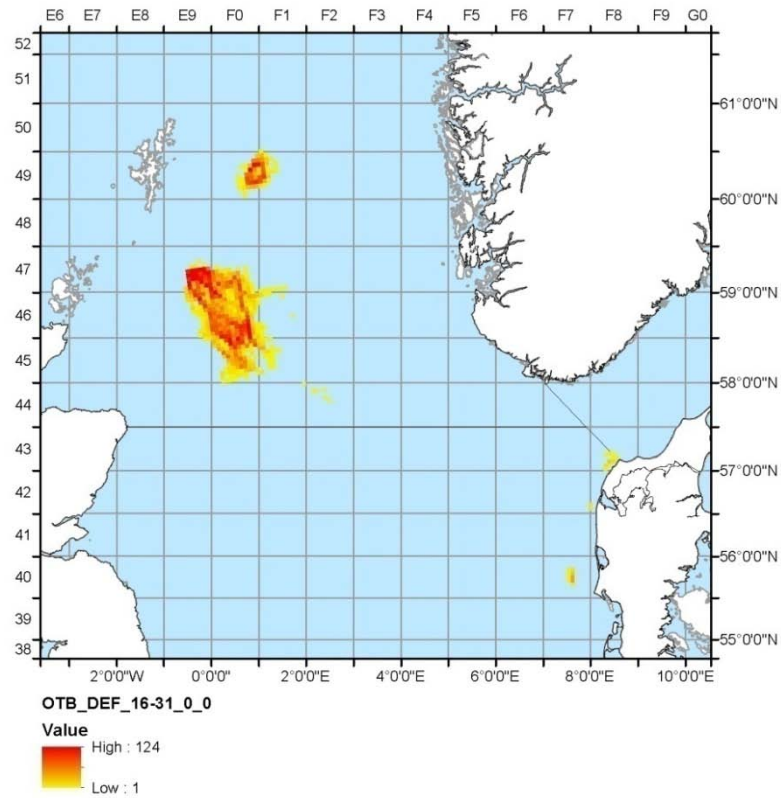 E6 E7 E8 E9 F0 F1 F2 F3 F4 F5 F6 F7 F8 F9 G0
52
51
50
49
48
47
46
45
44
43
42
41
40
39
38
61°0'0"N
60°0'0"N
59°0'0"N
58°0'0"N
57°0'0"N
56°0'0"N
55°0'0"N
2°0'0"W 0°0'0" 2°0'0"E 4°0'0"E 6°0'0"E 8°0'0"E 10°0'0"E
OTB_DEF_16-31_0_0
Value
High : 124
Low : 1